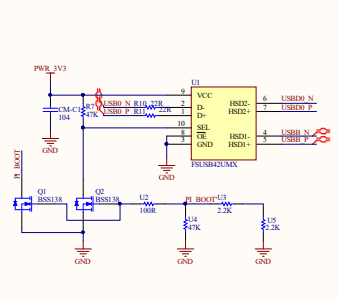 PWR_3V3
U1
9 VCC
CM-C1
104
R7
47K
USB0_N R10 22R 2 D-
USB0_P R11 22R 1 D+
HSD2- 6 USBD0_N
HSD2+ 7 USBD0_P
10 SEL
8 OE
3 GND
HSD1- 4 USBB_N
HSD1+ 5 USBB_P
GND
FSUSB42UMX
GND
PI_BOOT
Q1
BSS138
Q2
BSS138
U2
100R
PI_BOOT
U3
2.2K
U4
47K
U5
2.2K
GND
GND
GND